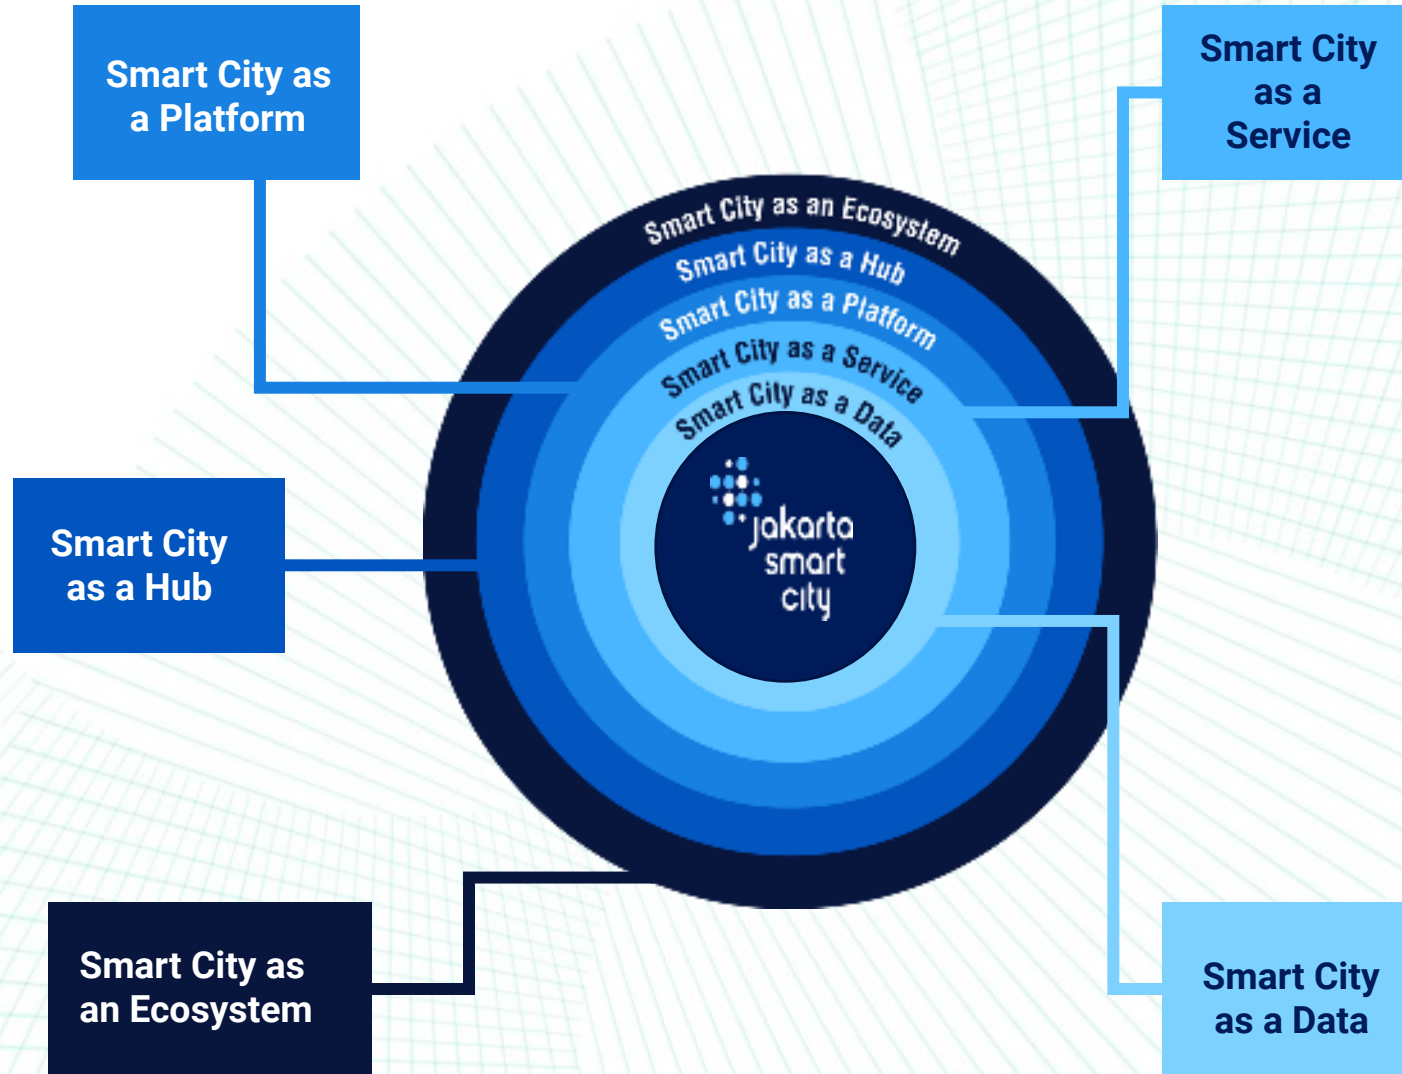 Smart City as
a Platform
Smart City
as a
Service
Smart City as an Ecosystem
Smart City as a Hub
Smart City as a Platform
Smart City as a Service
Smart City as a Data
jakarta
smart
city
Smart City
as a Hub
Smart City as
an Ecosystem
Smart City
as a Data